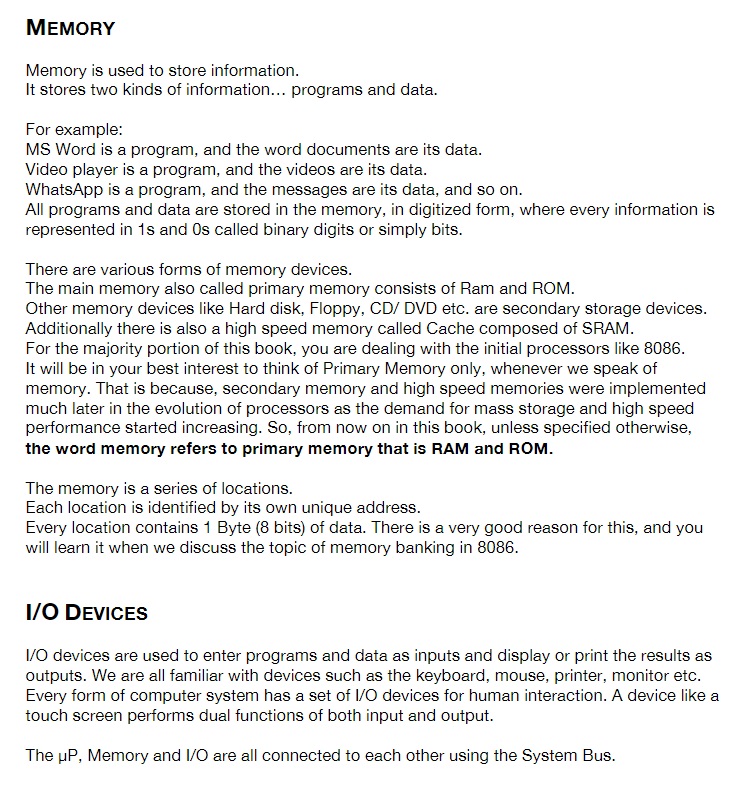 MEMORY
Memory is used to store information.
It stores two kinds of information… programs and data.
For example:
MS Word is a program, and the word documents are its data.
Video player is a program, and the videos are its data.
WhatsApp is a program, and the messages are its data, and so on.
All programs and data are stored in the memory, in digitized form, where every information is
represented in 1s and 0s called binary digits or simply bits.
There are various forms of memory devices.
The main memory also called primary memory consists of Ram and ROM.
Other memory devices like Hard disk, Floppy, CD/ DVD etc. are secondary storage devices.
Additionally there is also a high speed memory called Cache composed of SRAM.
For the majority portion of this book, you are dealing with the initial processors like 8086.
It will be in your best interest to think of Primary Memory only, whenever we speak of
memory. That is because, secondary memory and high speed memories were implemented
much later in the evolution of processors as the demand for mass storage and high speed
performance started increasing. So, from now on in this book, unless specified otherwise,
the word memory refers to primary memory that is RAM and ROM.
The memory is a series of locations.
Each location is identified by its own unique address.
Every location contains 1 Byte (8 bits) of data. There is a very good reason for this, and you
will learn it when we discuss the topic of memory banking in 8086.
I/O DEVICES
I/O devices are used to enter programs and data as inputs and display or print the results as
outputs. We are all familiar with devices such as the keyboard, mouse, printer, monitor etc.
Every form of computer system has a set of I/O devices for human interaction. A device like a
touch screen performs dual functions of both input and output.
The µP, Memory and I/O are all connected to each other using the System Bus.